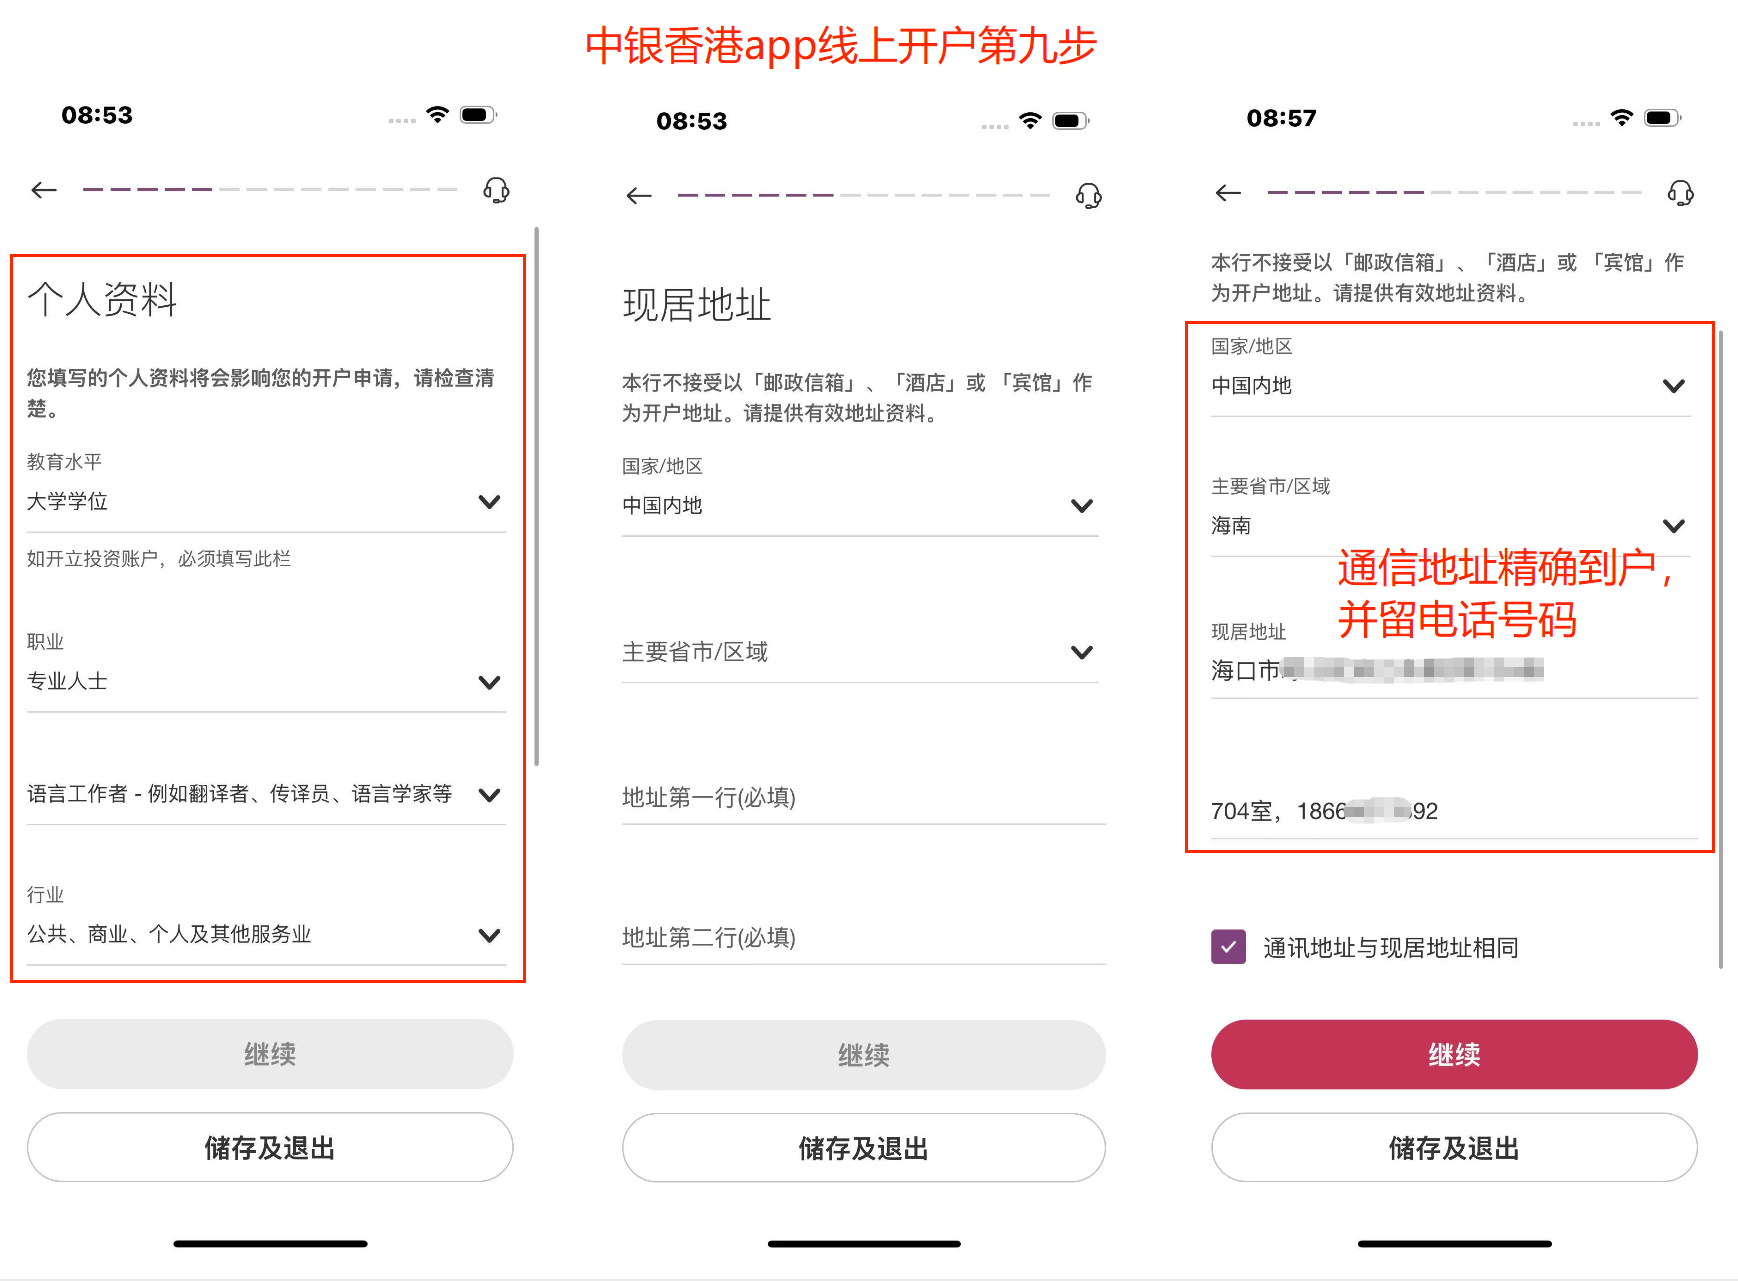 中银香港app线上开户第九步
08:53
个人资料
您填写的个人资料将会影响您的开户申请，请检查清
楚。
教育水平
大学学位
如开立投资账户，必须填写此栏
职业
专业人士
语言工作者 - 例如翻译者、传译员、语言学家等
行业
公共、商业、个人及其他服务业
继续
储存及退出
08:53
现居地址
本行不接受以「邮政信箱」、「酒店」或 「宾馆」作
为开户地址。请提供有效地址资料。
国家/地区
中国内地
主要省市/区域
地址第一行(必填)
地址第二行(必填)
继续
储存及退出
08:57
本行不接受以「邮政信箱」、「酒店」或 「宾馆」作
为开户地址。请提供有效地址资料。
国家/地区
中国内地
主要省市/区域
海南
通信地址精确到户，
并留电话号码
现居地址
海口市
704室，1866 92
通讯地址与现居地址相同
继续
储存及退出